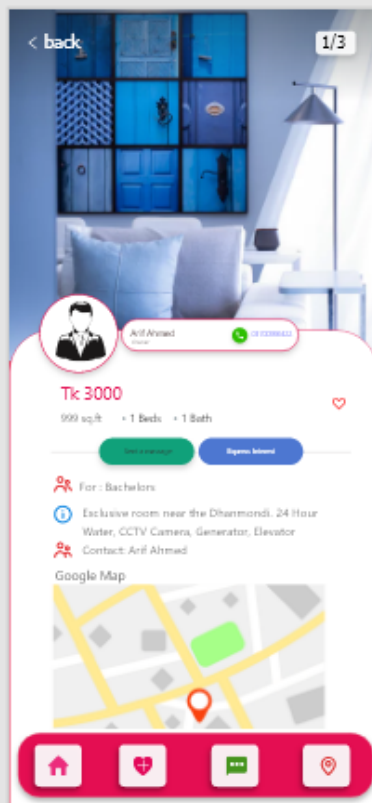 < back
1/3
Arif Ahmed
Tk 3000
999 sq.ft • 1 Beds • 1 Bath
Express Interest
For : Bachelors
Exclusive room near the Dhanmondi. 24 Hour
Water, CCTV Camera, Generator, Elevator
Contact: Arif Ahmed
Google Map